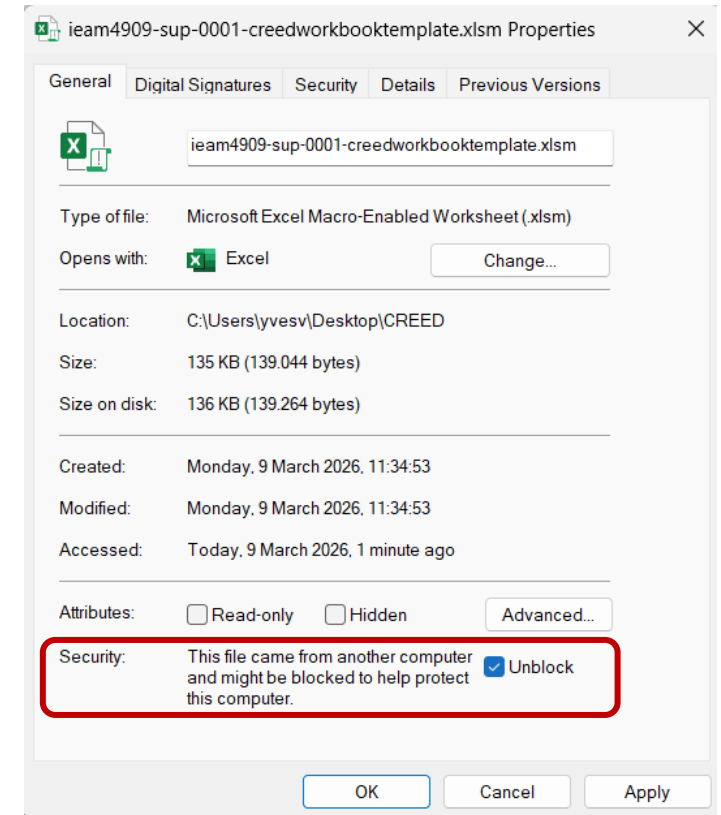 ieam4909-sup-0001-creedworkbooktemplate.xlsm Properties
General Digital Signatures Security Details Previous Versions
ieam4909-sup-0001-creedworkbooktemplate.xlsm
Type of file: Microsoft Excel Macro-Enabled Worksheet (.xlsm)
Opens with: Excel Change...
Location: C:\Users\yvesv\Desktop\CREED
Size: 135 KB (139.044 bytes)
Size on disk: 136 KB (139.264 bytes)
Created: Monday, 9 March 2026, 11:34:53
Modified: Monday, 9 March 2026, 11:34:53
Accessed: Today, 9 March 2026, 1 minute ago
Attributes: Read-only Hidden Advanced...
Security: This file came from another computer Unblock
and might be blocked to help protect
this computer.
OK Cancel Apply